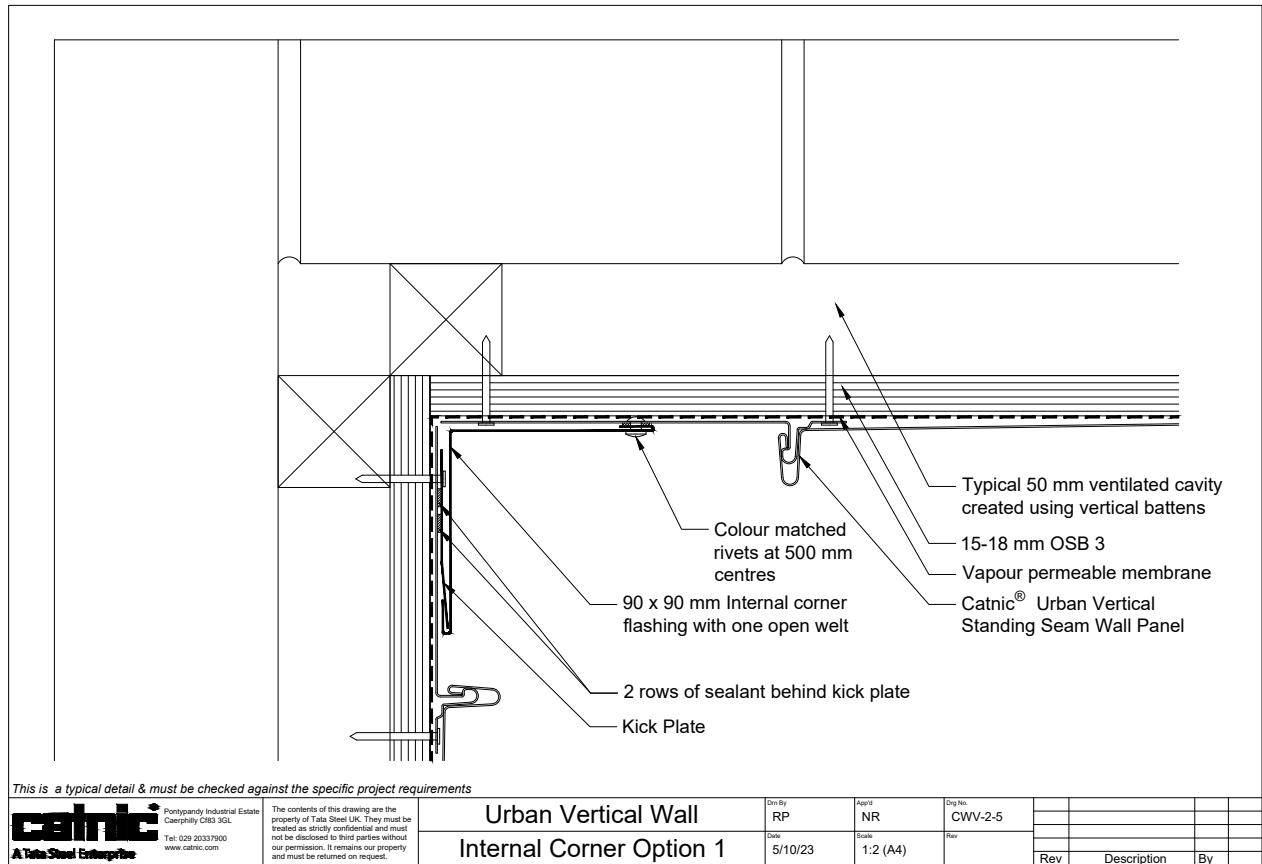 Typical 50 mm ventilated cavity
created using vertical battens
15-18 mm OSB 3
Vapour permeable membrane
Catnic® Urban Vertical
Standing Seam Wall Panel
Colour matched
rivets at 500 mm
centres
90 x 90 mm Internal corner
flashing with one open welt
2 rows of sealant behind kick plate
Kick Plate
This is a typical detail & must be checked against the specific project requirements
catnic
A Tata Steel Enterprise
Pontypandy Industrial Estate
Caerphilly Cf83 3GL
Tel: 029 20337900
www.catnic.com
The contents of this drawing are the
property of Tata Steel UK. They must be
treated as strictly confidential and must
not be disclosed to third parties without
our permission. It remains our property
and must be returned on request.
Urban Vertical Wall
Internal Corner Option 1
Drn By
RP
App'd
NR
Drg No.
CWV-2-5
Date
5/10/23
Scale
1:2 (A4)
Rev
Rev Description By